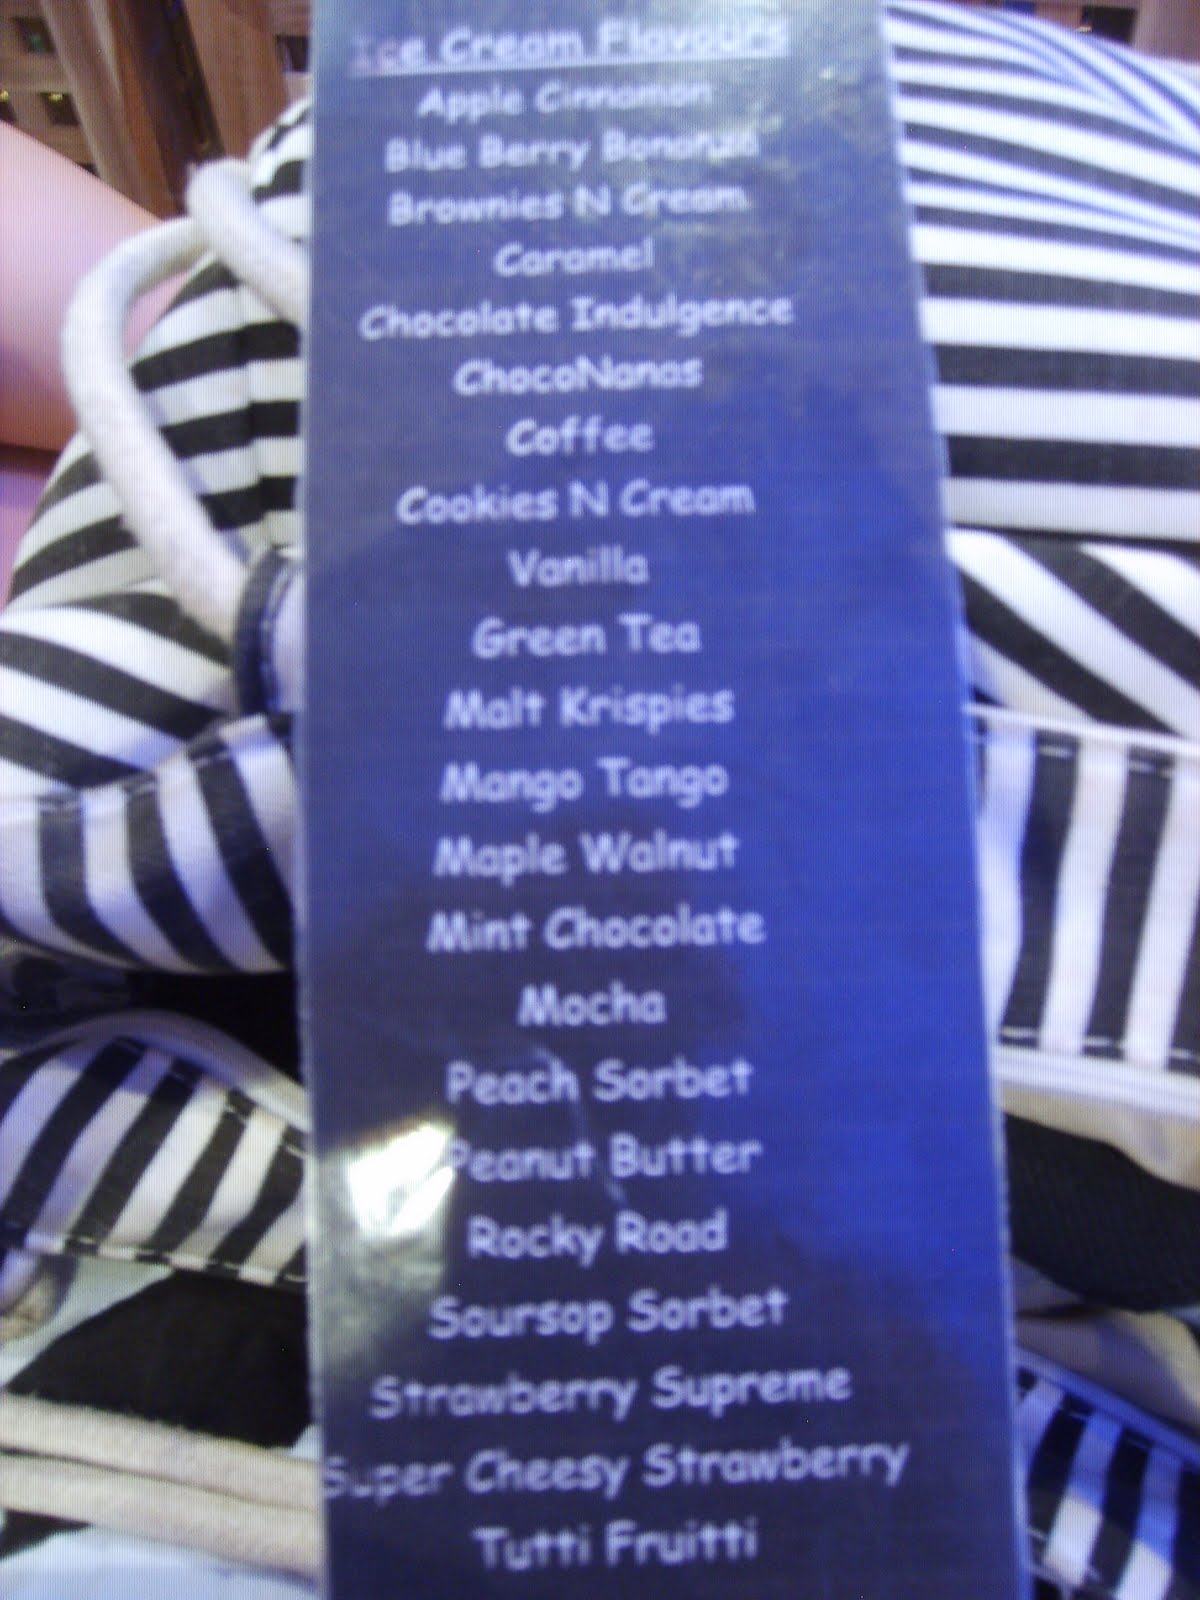 Ice Cream Flavours
Apple Cinnamon
Blue Berry Bonanza
Brownies N Cream
Caramel
Chocolate Indulgence
ChocoNanas
Coffee
Cookies N Cream
Vanilla
Green Tea
Malt Krispies
Mango Tango
Maple Walnut
Mint Chocolate
Mocha
Peach Sorbet
Peanut Butter
Rocky Road
Soursop Sorbet
Strawberry Supreme
Super Cheesy Strawberry
Tutti Fruitti